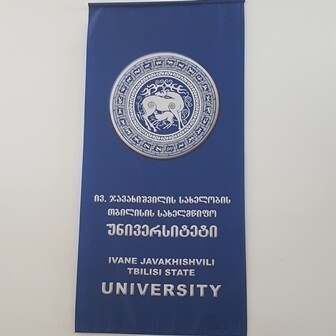 ივ. ჯავახიშვილის სახელობის
თბილისის სახელმწიფო
უნივერსიტეტი
IVANE JAVAKHISHVILI
TBILISI STATE
UNIVERSITY